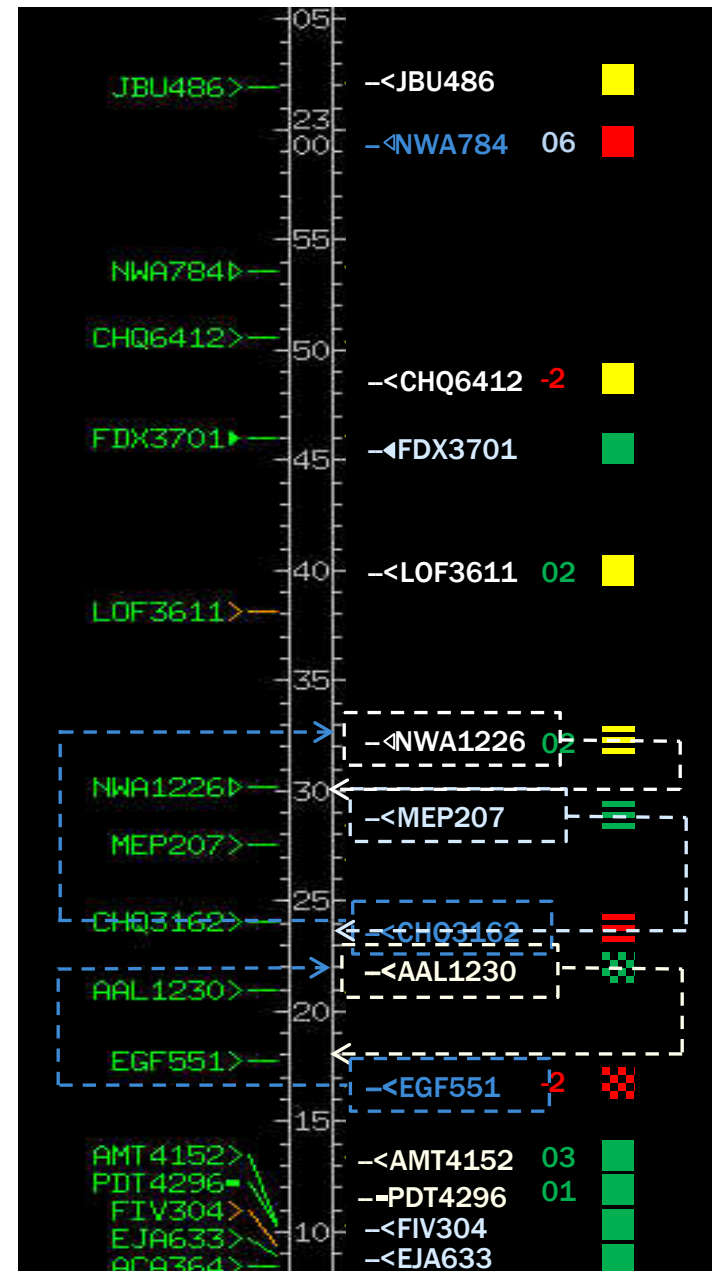 05
JBU486> --<JBU486
23
00 --◁NWA784 06
55
NWA784▷
CHQ6412>
50
--<CHQ6412 -2
FDX3701▶ --◀FDX3701
45
40 --<LOF3611 02
LOF3611>
35
--◁NWA1226 02
NWA1226▷ 30
--<MEP207
MEP207>
25
CHQ3162> --<CHQ3162
--<AAL1230
AAL1230>
20
EGF551>
--<EGF551 -2
15
AMT4152> --<AMT4152 03
PDT4296- ---PDT4296 01
FIV304> --<FIV304
EJA633> 10
--<EJA633
ACA364>